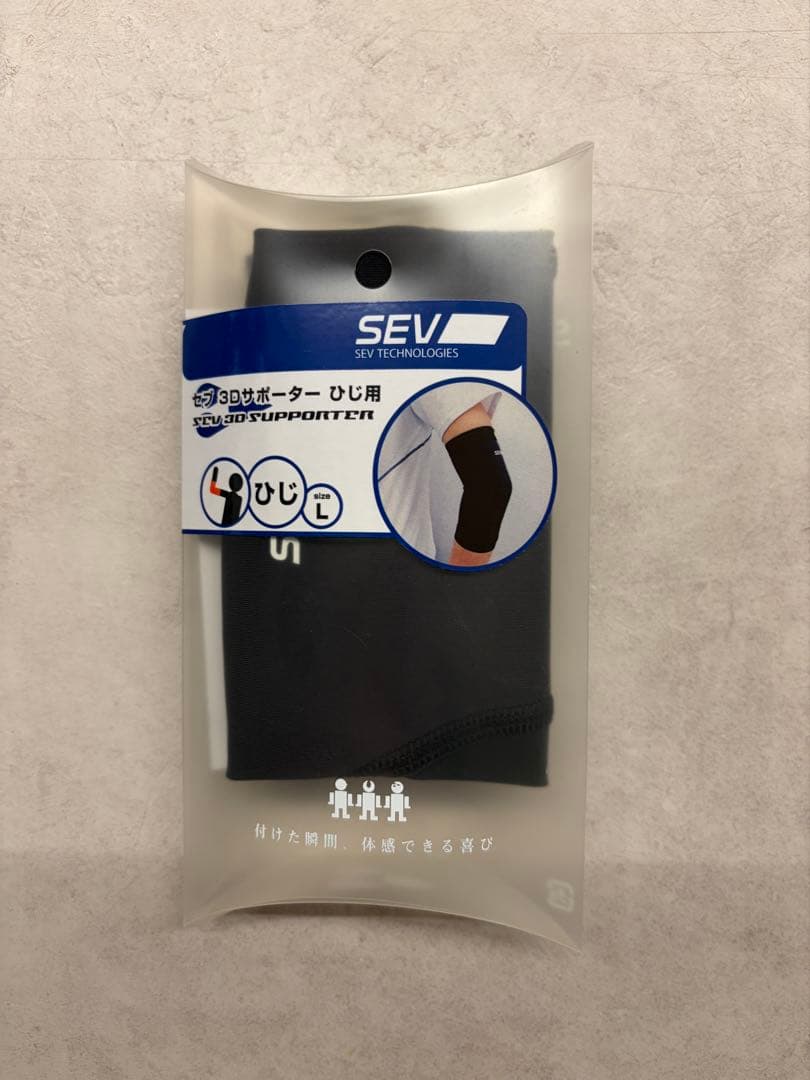 SEV
SEV TECHNOLOGIES
セブ 3Dサポーター ひじ用
SEV 3D SUPPORTER
ひじ
size
L
S
付けた瞬間、体感できる喜び